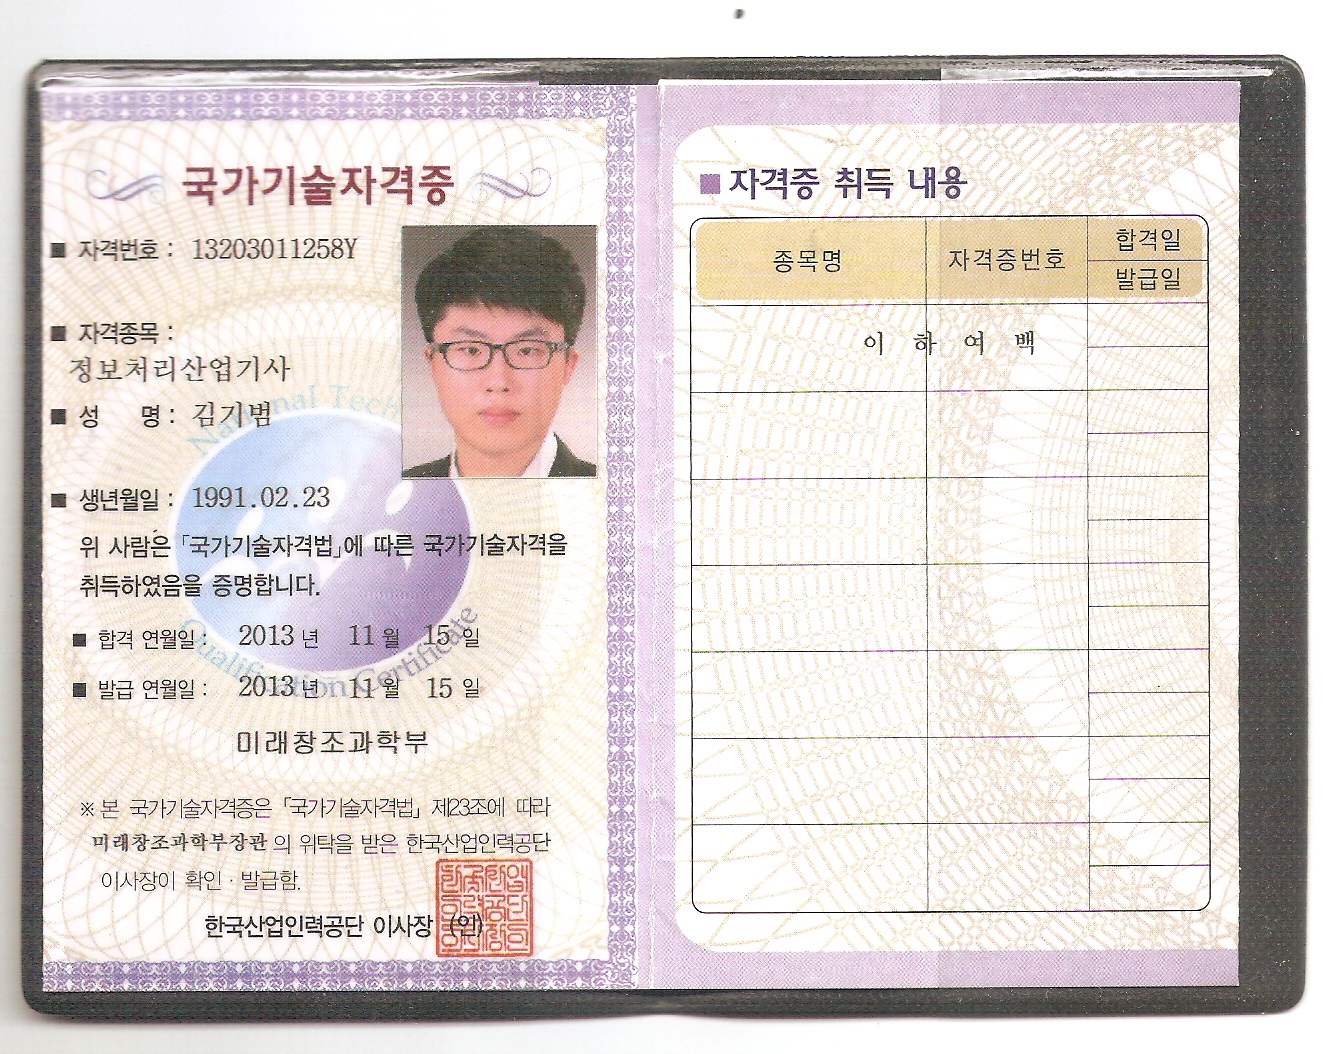 국가기술자격증
■ 자격번호 : 13203011258Y
■ 자격종목 :
정보처리산업기사
■ 성 명 : 김기범
■ 생년월일 : 1991.02.23
위 사람은 「국가기술자격법」에 따른 국가기술자격을
취득하였음을 증명합니다.
■ 합격 연월일 : 2013 년 11 월 15 일
■ 발급 연월일 : 2013 년 11 월 15 일
미래창조과학부
※ 본 국가기술자격증은 「국가기술자격법」 제23조에 따라
미래창조과학부장관 의 위탁을 받은 한국산업인력공단
이사장이 확인 · 발급함.
한국산업인력공단 이사장 (인)
National Tech
Qualification Certificate
■ 자격증 취득 내용
종목명 자격증번호 합격일
발급일
이 하 여 백